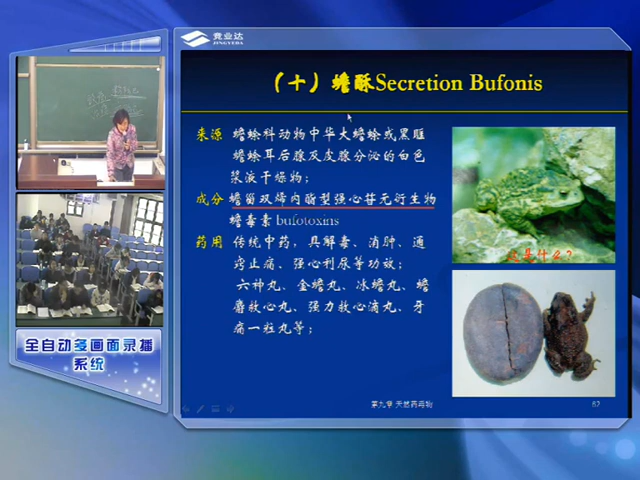 竞业达
JINGYEDA
（十）蟾酥Secretion Bufonis
来源 蟾蜍科动物中华大蟾蜍或黑眶
蟾蜍耳后腺及皮肤腺分泌的白色
浆液干燥物；
成分 蟾甾双烯内酯型强心苷元衍生物
蟾毒素 bufotoxins
药用 传统中药，具解毒、消肿、通
窍止痛、强心利尿等功效；
六神丸、金蟾丸、冰蟾丸、蟾
麝救心丸、强力救心滴丸、牙
痛一粒丸等；
这是什么？
全自动多画面录播
系统
第九章 天然药毒物
62